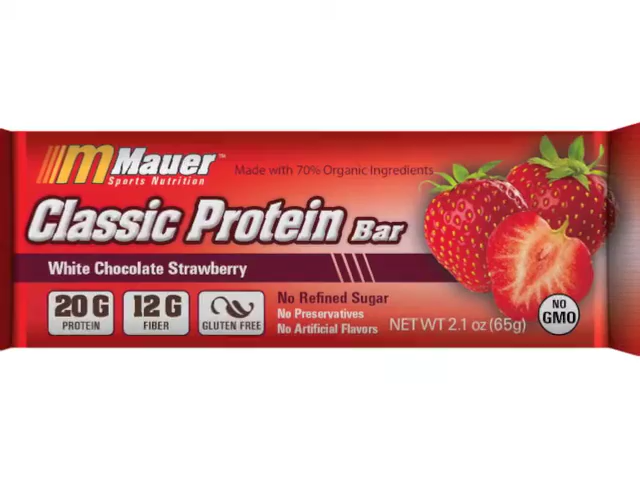 mMauer™
Sports Nutrition
Made with 70% Organic Ingredients
Classic Protein Bar
White Chocolate Strawberry
20 G
PROTEIN
12 G
FIBER
GLUTEN FREE
No Refined Sugar
No Preservatives
No Artificial Flavors
NET WT 2.1 oz (65g)
NO
GMO